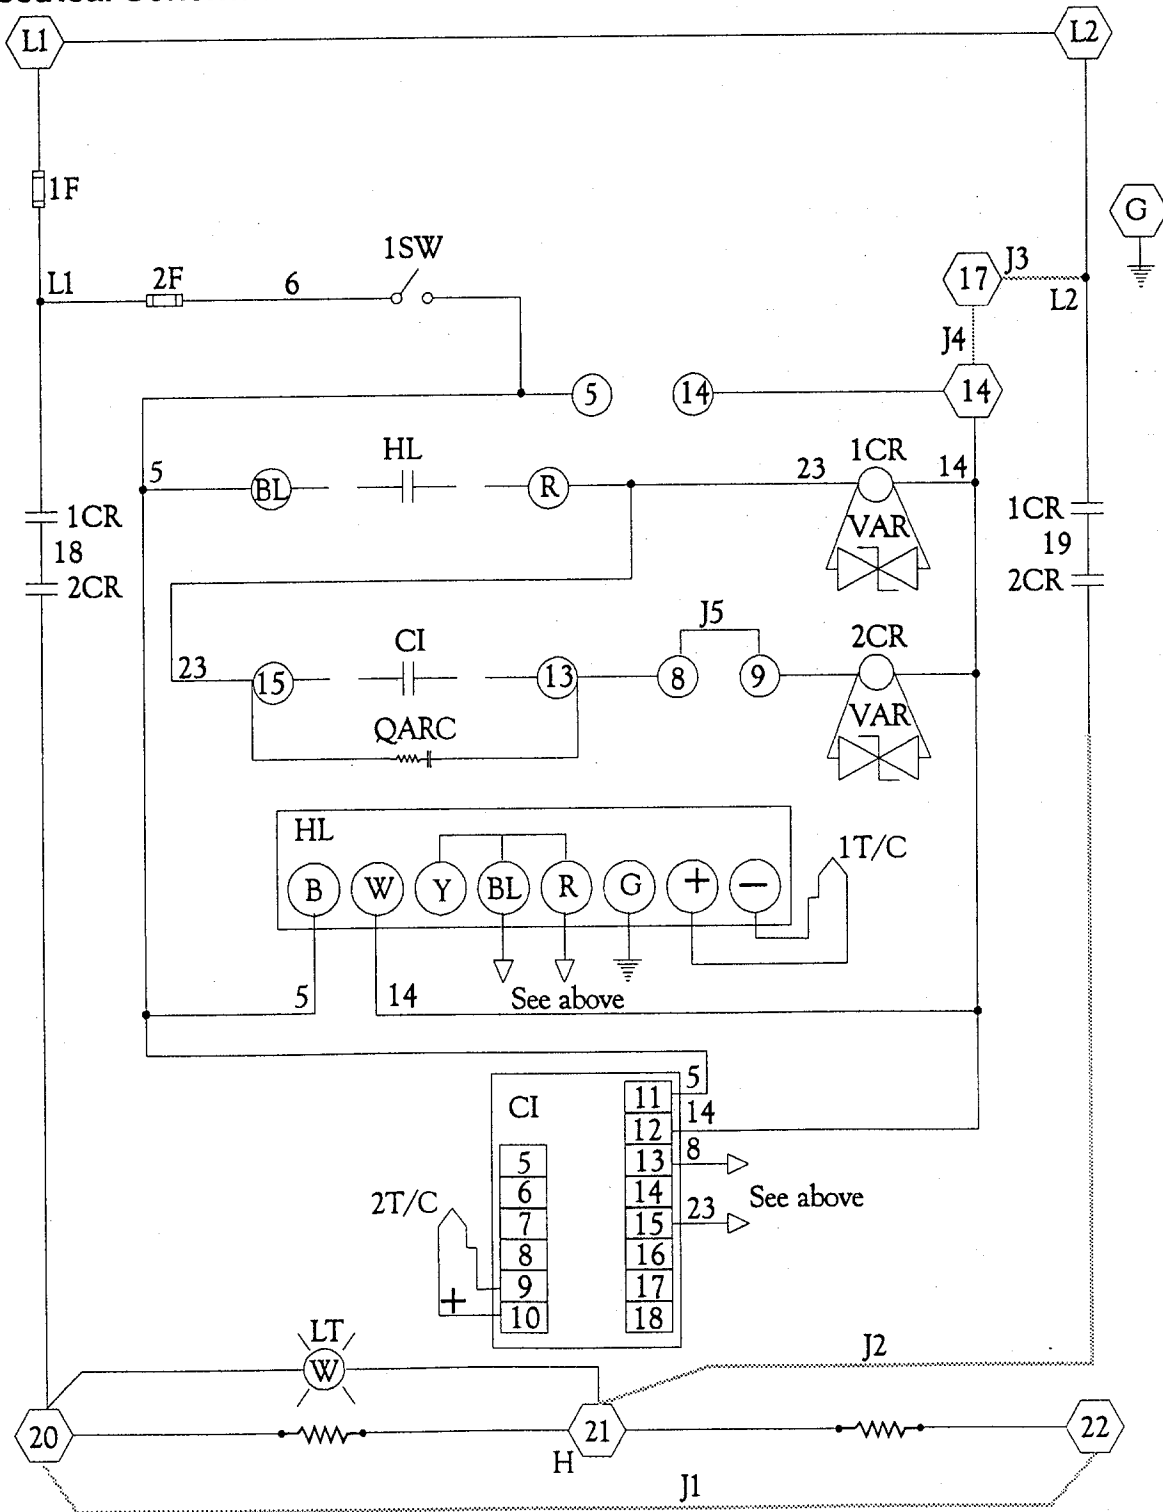 L1
L2
1F
G
1SW
L1 2F 6
17 J3
L2
J4
5 14 14
HL 1CR
5 BL R 23 14
1CR VAR 1CR
18 19
2CR 2CR
J5
CI 2CR
23 15 13 8 9
QARC VAR
HL 1T/C
B W Y BL R G + −
5 14 See above
5
CI 11
14
12
8
5 13
6 14 See above
2T/C 23
7 15
8 16
9 17
+ 10 18
LT
W J2
20 21 22
H
J1